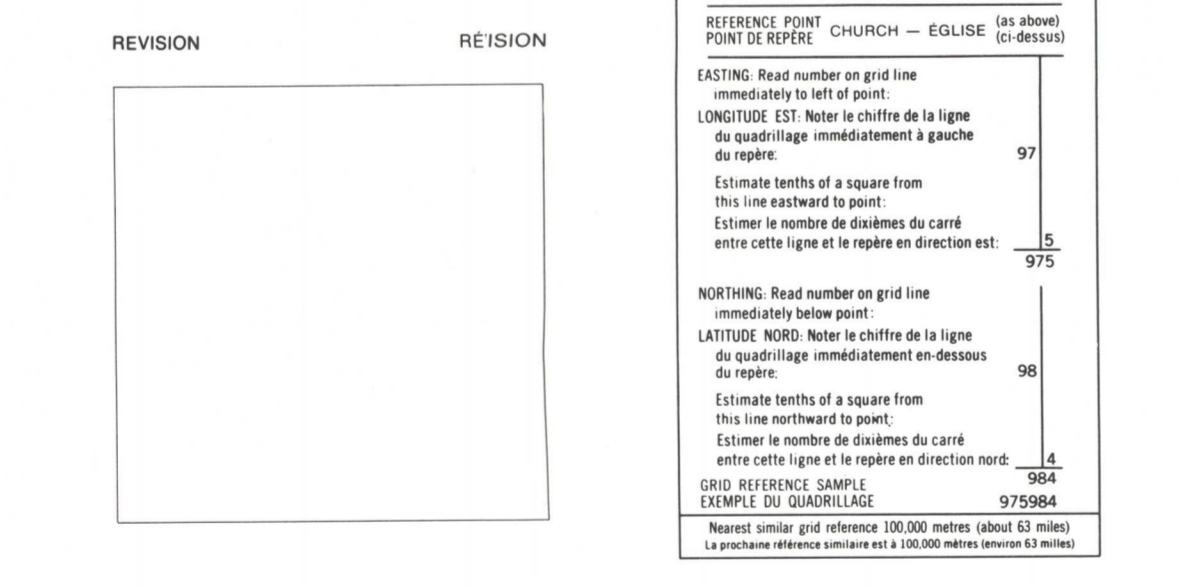 REVISION
RÉISION
REFERENCE POINT
POINT DE REPÈRE
CHURCH — ÉGLISE
(as above)
(ci-dessus)
EASTING: Read number on grid line
immediately to left of point:
LONGITUDE EST: Noter le chiffre de la ligne
du quadrillage immédiatement à gauche
du repère: 97
Estimate tenths of a square from
this line eastward to point:
Estimer le nombre de dixièmes du carré
entre cette ligne et le repère en direction est: 5
975
NORTHING: Read number on grid line
immediately below point:
LATITUDE NORD: Noter le chiffre de la ligne
du quadrillage immédiatement en-dessous
du repère: 98
Estimate tenths of a square from
this line northward to point:
Estimer le nombre de dixièmes du carré
entre cette ligne et le repère en direction nord: 4
984
GRID REFERENCE SAMPLE
EXEMPLE DU QUADRILLAGE 975984
Nearest similar grid reference 100,000 metres (about 63 miles)
La prochaine référence similaire est à 100,000 mètres (environ 63 milles)